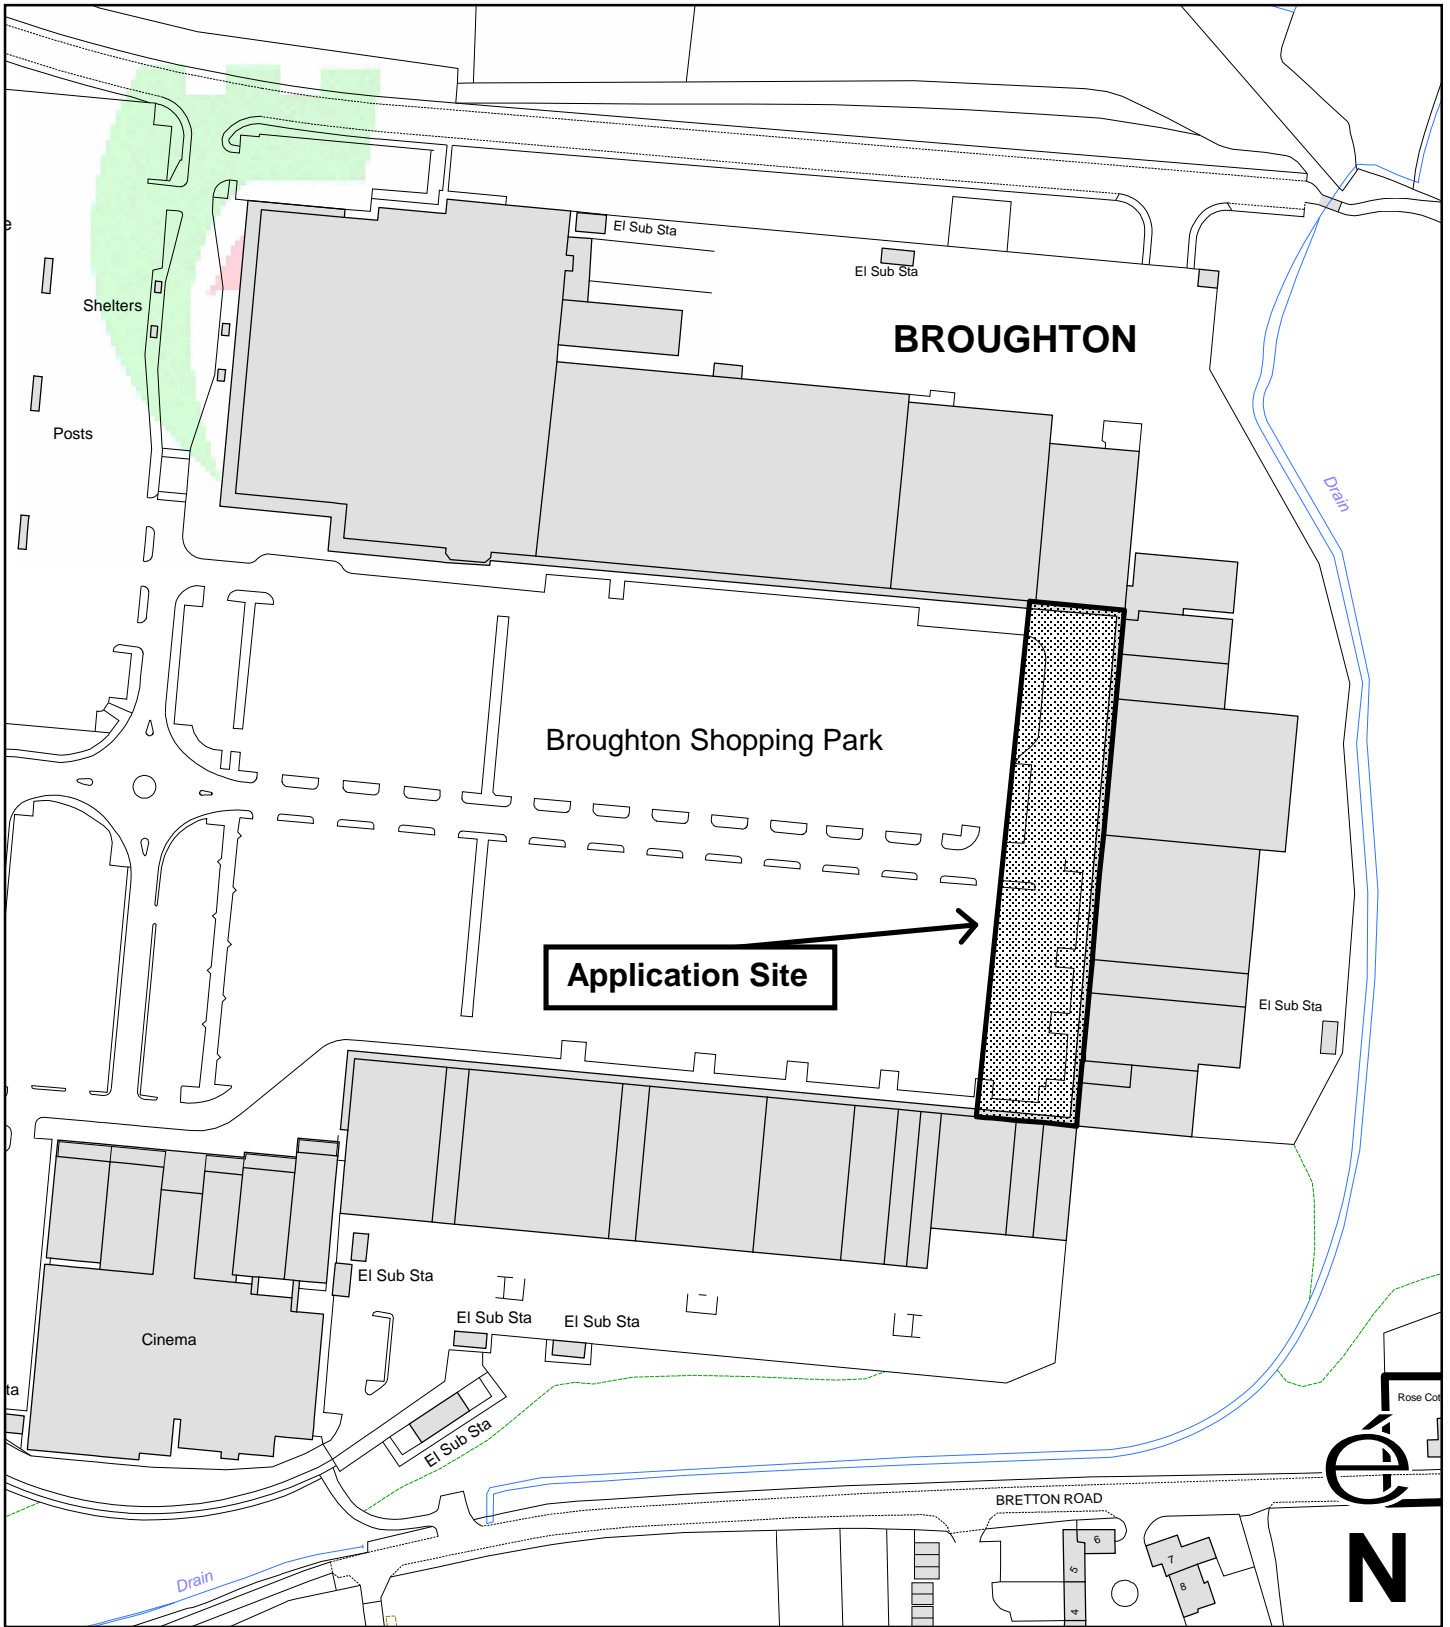 El Sub Sta
El Sub Sta
Shelters
BROUGHTON
Posts
Drain
Broughton Shopping Park
Application Site
El Sub Sta
El Sub Sta
El Sub Sta
El Sub Sta
Cinema
ta
Rose Cot
El Sub Sta
é
BRETTON ROAD
N
6
7
5
8
4
Drain